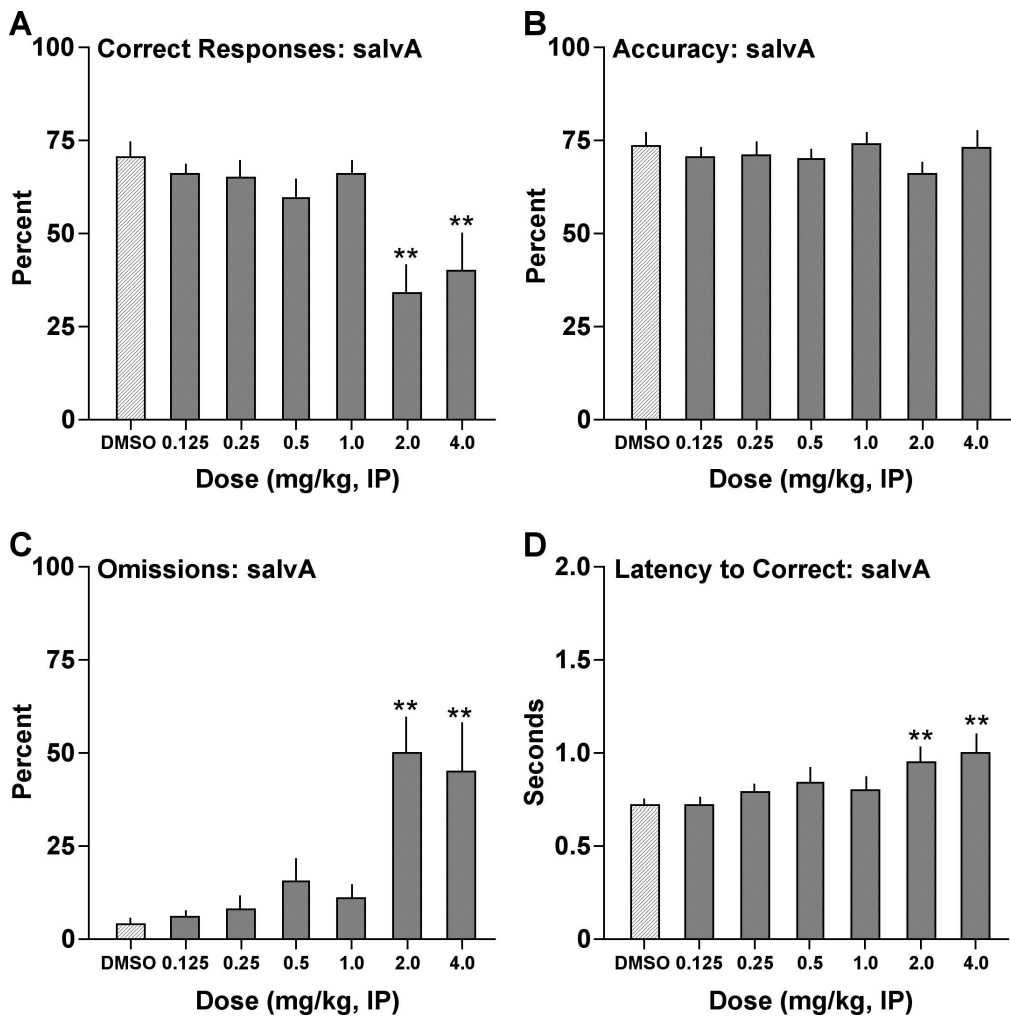 A
Correct Responses: salvA
100
75
50
25
0
Percent
**
**
DMSO 0.125 0.25 0.5 1.0 2.0 4.0
Dose (mg/kg, IP)
B
Accuracy: salvA
100
75
50
25
0
Percent
DMSO 0.125 0.25 0.5 1.0 2.0 4.0
Dose (mg/kg, IP)
C
Omissions: salvA
100
75
50
25
0
Percent
**
**
DMSO 0.125 0.25 0.5 1.0 2.0 4.0
Dose (mg/kg, IP)
D
Latency to Correct: salvA
2.0
1.5
1.0
0.5
0
Seconds
**
**
DMSO 0.125 0.25 0.5 1.0 2.0 4.0
Dose (mg/kg, IP)